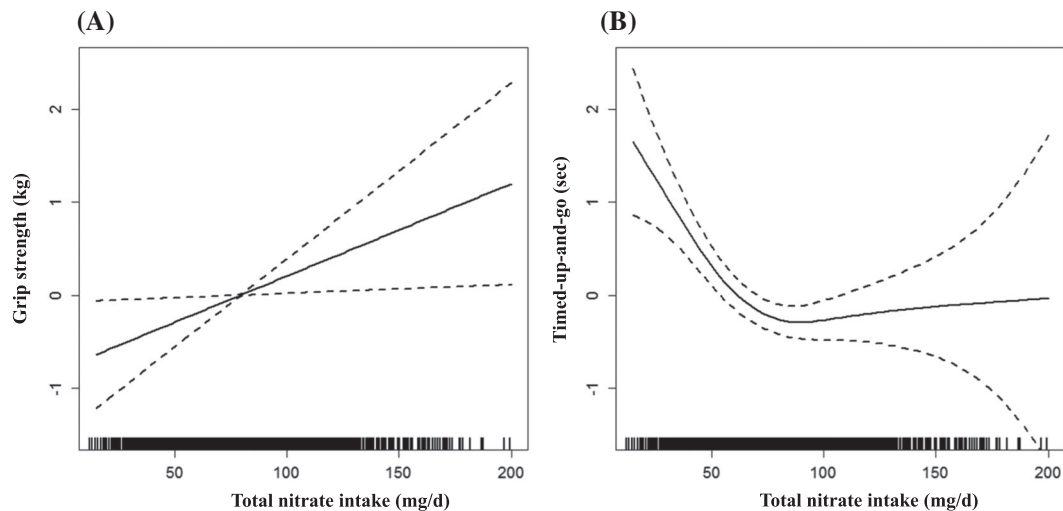 (A)
Grip strength (kg)
2
1
0
-1
50 100 150 200
Total nitrate intake (mg/d)
(B)
Timed-up-and-go (sec)
2
1
0
-1
50 100 150 200
Total nitrate intake (mg/d)